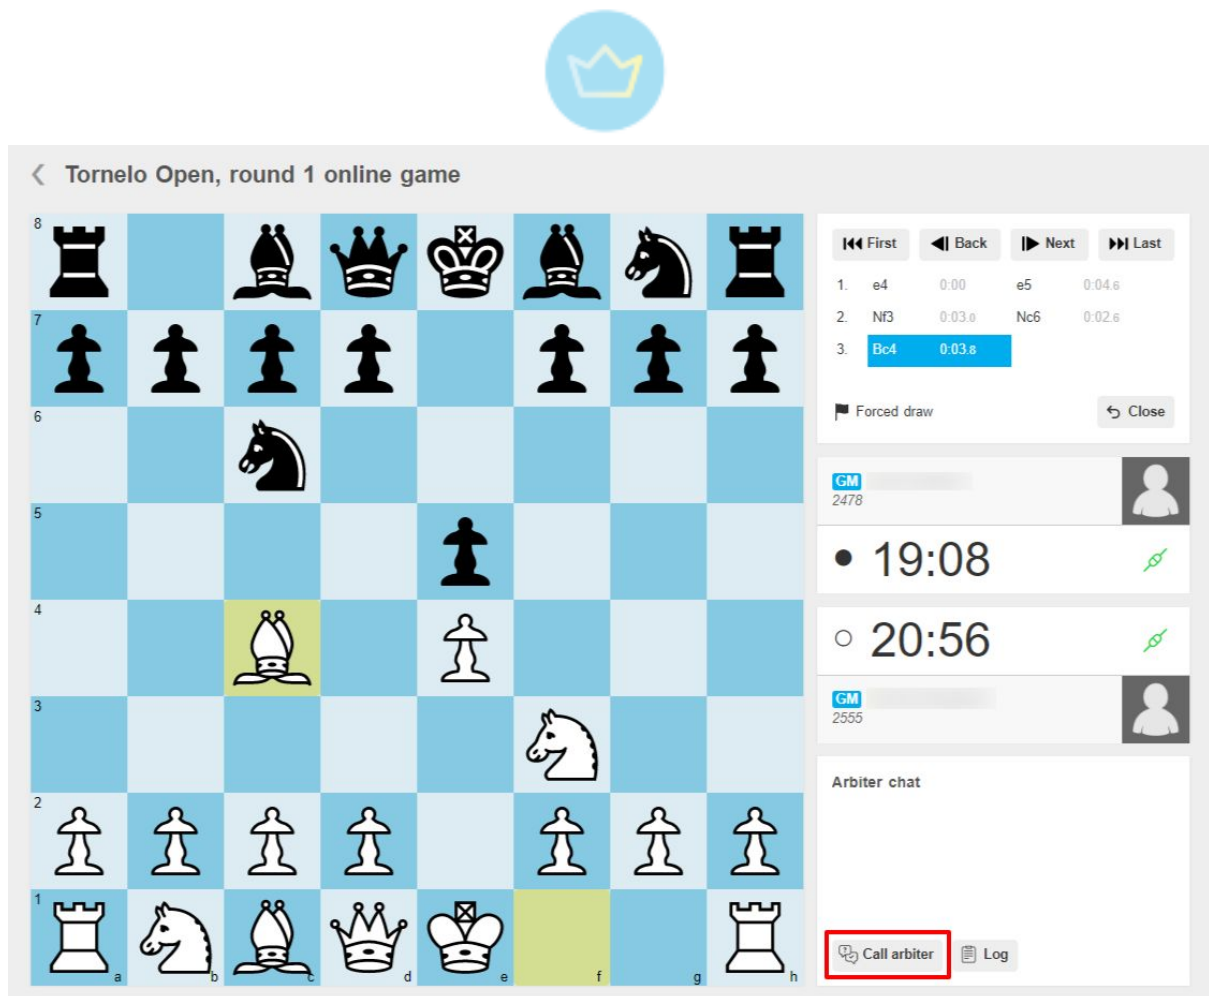 Tornelo Open, round 1 online game
8
7
6
5
4
3
2
1
a b c d e f g h
First Back Next Last
1. e4 0:00 e5 0:04.6
2. Nf3 0:03.0 Nc6 0:02.6
3. Bc4 0:03.8
Forced draw Close
GM
2478
19:08
20:56
GM
2555
Arbiter chat
Call arbiter Log